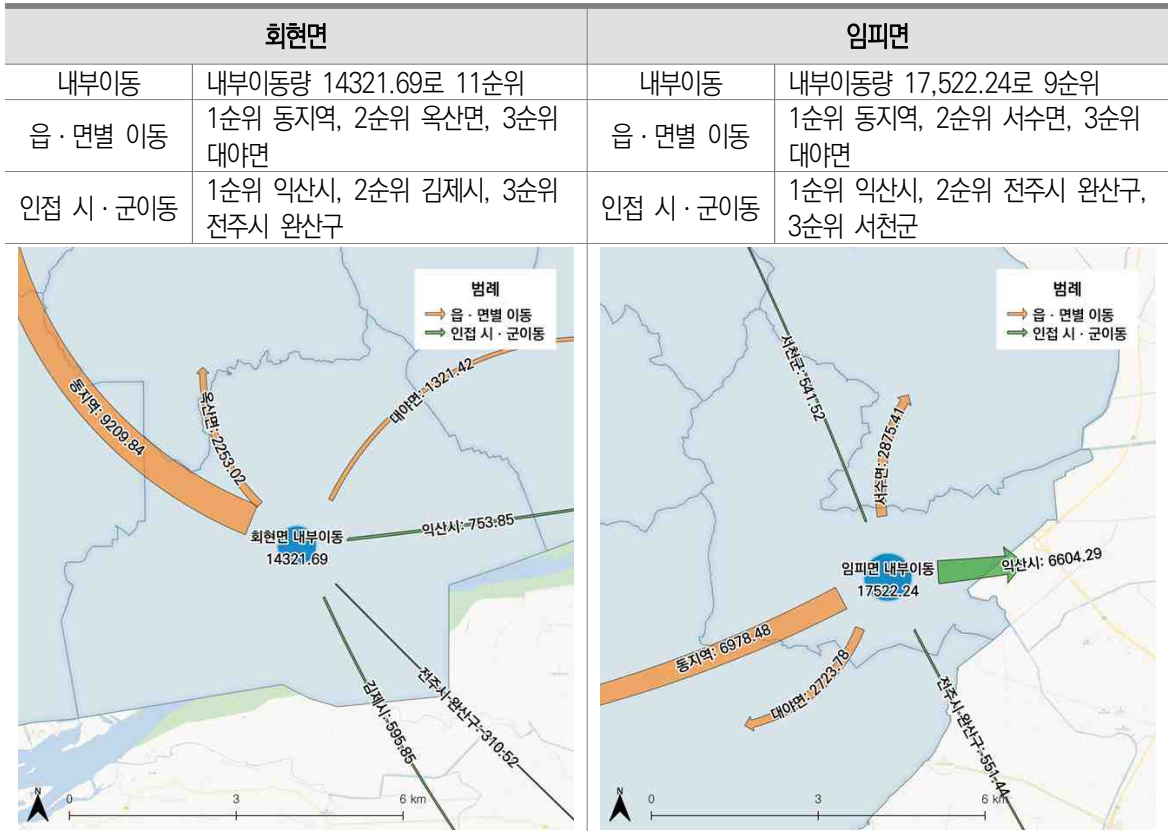 회현면
임피면
내부이동
내부이동량 14321.69로 11순위
내부이동
내부이동량 17,522.24로 9순위
읍·면별 이동
1순위 동지역, 2순위 옥산면, 3순위
대야면
읍·면별 이동
1순위 동지역, 2순위 서수면, 3순위
대야면
인접 시·군이동
1순위 익산시, 2순위 김제시, 3순위
전주시 완산구
인접 시·군이동
1순위 익산시, 2순위 전주시 완산구,
3순위 서천군
범례
읍·면별 이동
인접 시·군이동
동지역: 9209.84
옥산면: 2253.02
대야면: 1321.42
익산시: 753.85
회현면 내부이동
14321.69
전주시 완산구: 310.52
김제시: 595.85
N
0
3
6 km
범례
읍·면별 이동
인접 시·군이동
서천군: 541.52
서수면: 2875.41
익산시: 6604.29
임피면 내부이동
17522.24
동지역: 6978.48
대야면: 2723.78
전주시 완산구: 551.44
N
0
3
6 km